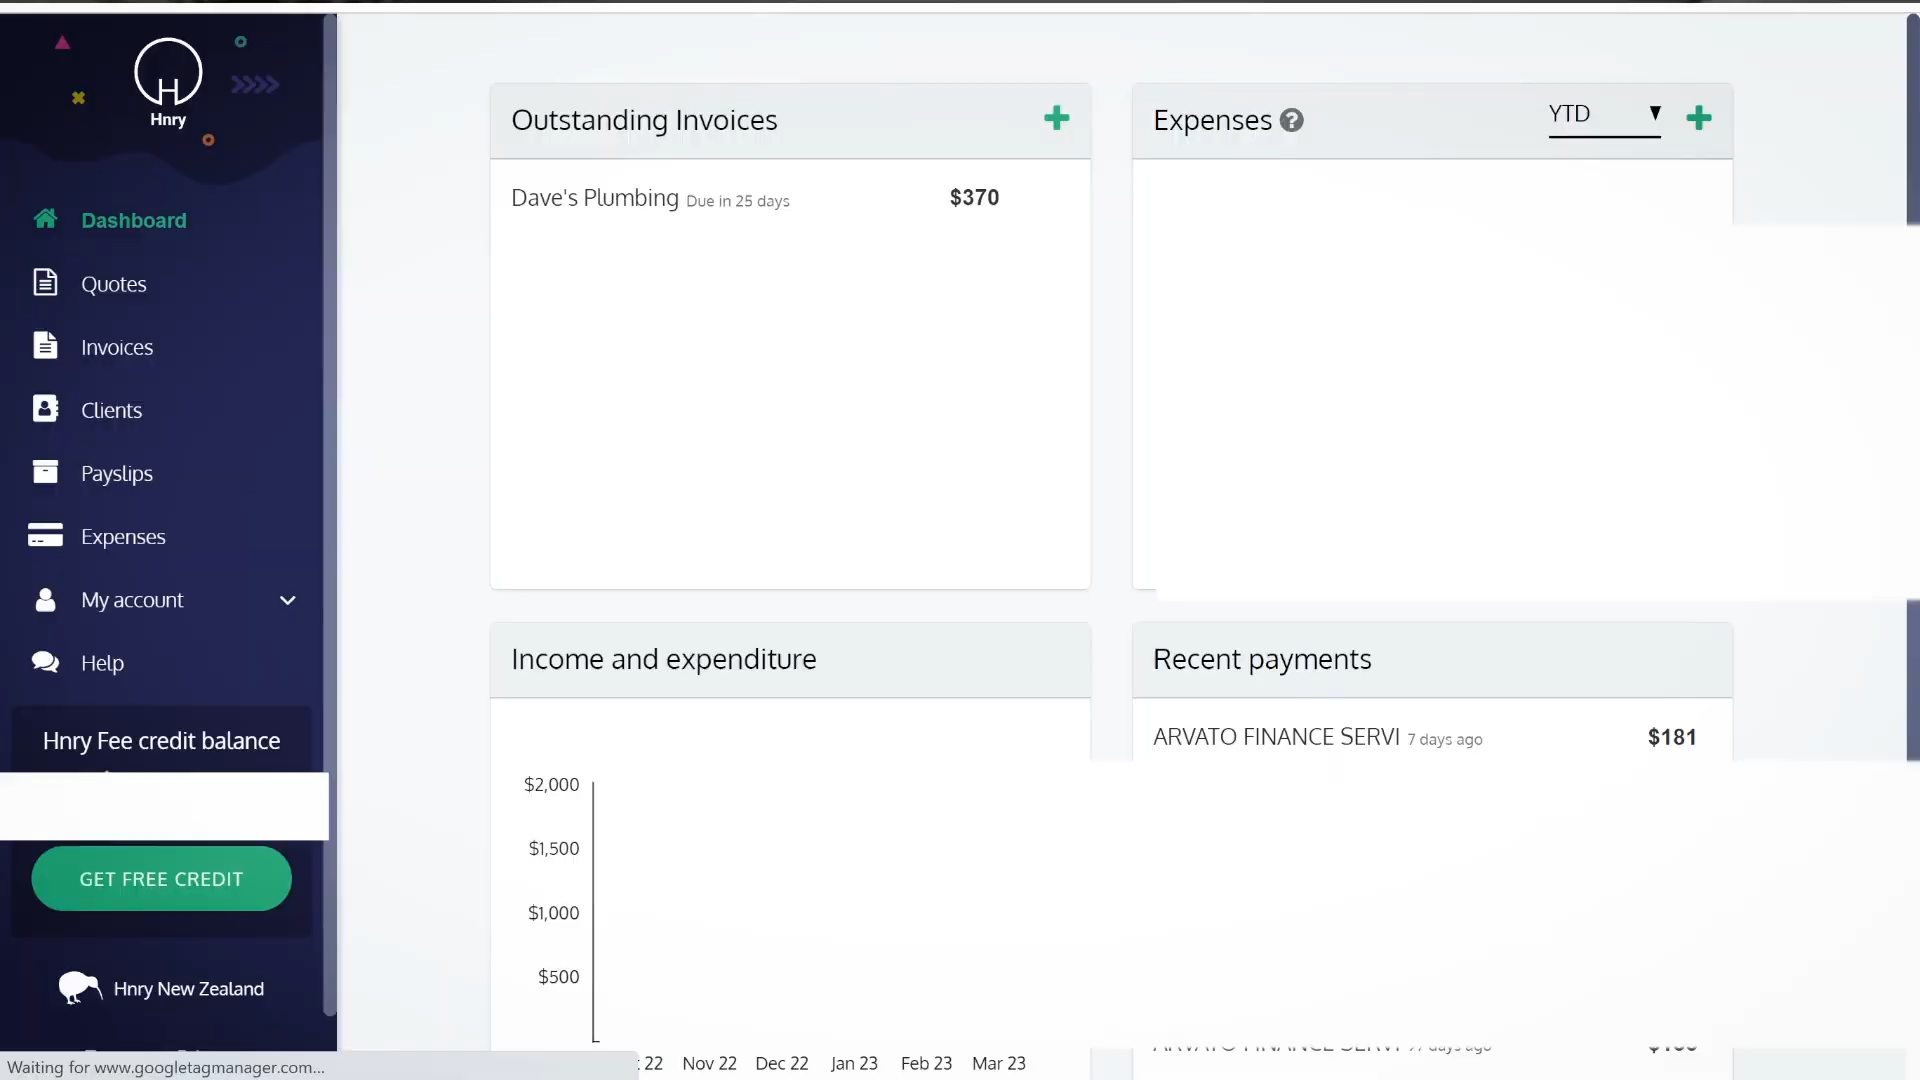 H
Hnry
Dashboard
Quotes
Invoices
Clients
Payslips
Expenses
My account
Help
Hnry Fee credit balance
GET FREE CREDIT
Hnry New Zealand
Waiting for www.googletagmanager.com...
Outstanding Invoices
Dave's Plumbing Due in 25 days $370
Expenses ? YTD
Income and expenditure
$2,000
$1,500
$1,000
$500
22 Nov 22 Dec 22 Jan 23 Feb 23 Mar 23
Recent payments
ARVATO FINANCE SERVI 7 days ago $181